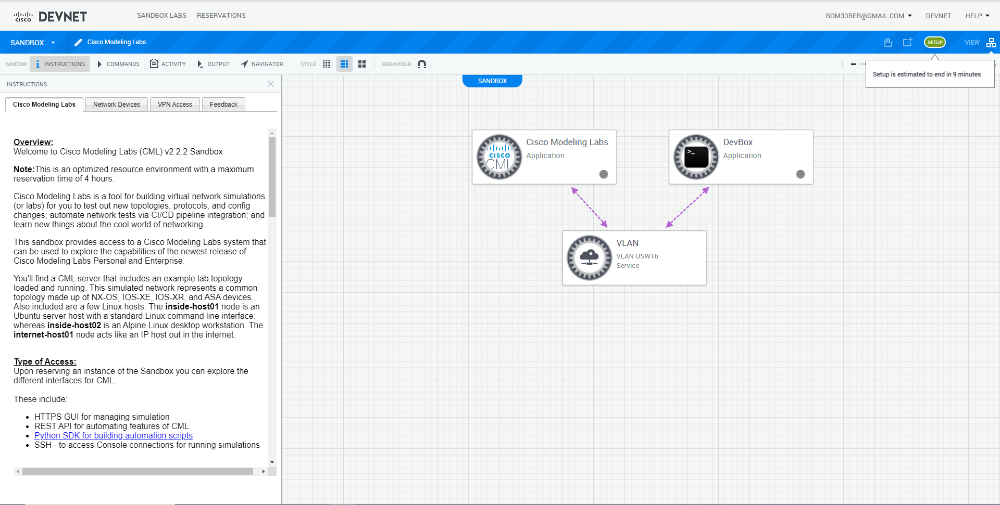 CISCO DEVNET
SANDBOX LABS
RESERVATIONS
BOM33BER@GMAIL.COM
DEVNET
HELP
SANDBOX
Cisco Modeling Labs
SETUP
VIEW
WINDOW:
INSTRUCTIONS
COMMANDS
ACTIVITY
OUTPUT
NAVIGATOR
STYLE:
BEHAVIOUR:
Setup is estimated to end in 9 minutes
INSTRUCTIONS
Cisco Modeling Labs
Network Devices
VPN Access
Feedback
Overview:
Welcome to Cisco Modeling Labs (CML) v2.2.2 Sandbox
Note:This is an optimized resource environment with a maximum
reservation time of 4 hours.
Cisco Modeling Labs is a tool for building virtual network simulations
(or labs) for you to test out new topologies, protocols, and config
changes; automate network tests via CI/CD pipeline integration; and
learn new things about the cool world of networking.
This sandbox provides access to a Cisco Modeling Labs system that
can be used to explore the capabilities of the newest release of
Cisco Modeling Labs Personal and Enterprise.
You'll find a CML server that includes an example lab topology
loaded and running. This simulated network represents a common
topology made up of NX-OS, IOS-XE, IOS-XR, and ASA devices.
Also included are a few Linux hosts. The inside-host01 node is an
Ubuntu server host with a standard Linux command line interface.
whereas inside-host02 is an Alpine Linux desktop workstation. The
internet-host01 node acts like an IP host out in the internet.
Type of Access:
Upon reserving an instance of the Sandbox you can explore the
different interfaces for CML.
These include:
• HTTPS GUI for managing simulation
• REST API for automating features of CML
• Python SDK for building automation scripts
• SSH - to access Console connections for running simulations
SANDBOX
CISCO
CML
Cisco Modeling Labs
Application
>_
DevBox
Application
VLAN
VLAN USW1b
Service